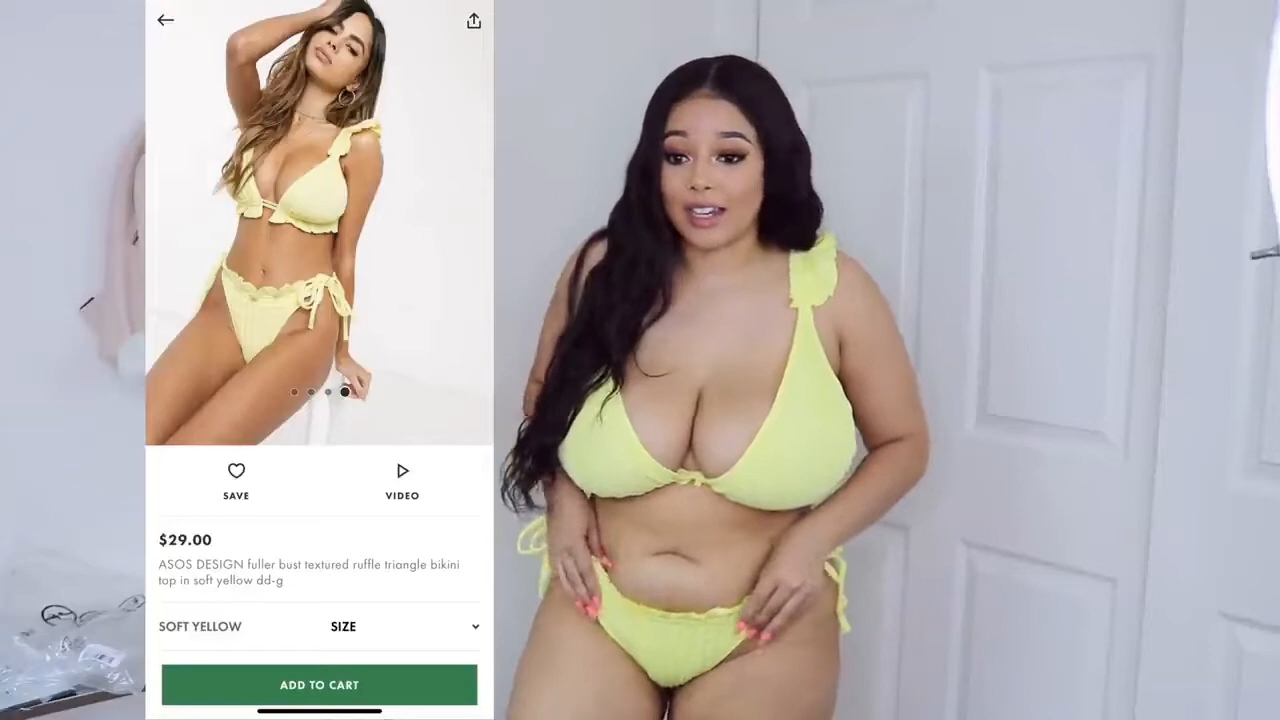 SAVE
VIDEO
$29.00
ASOS DESIGN fuller bust textured ruffle triangle bikini
top in soft yellow dd-g
SOFT YELLOW
SIZE
ADD TO CART